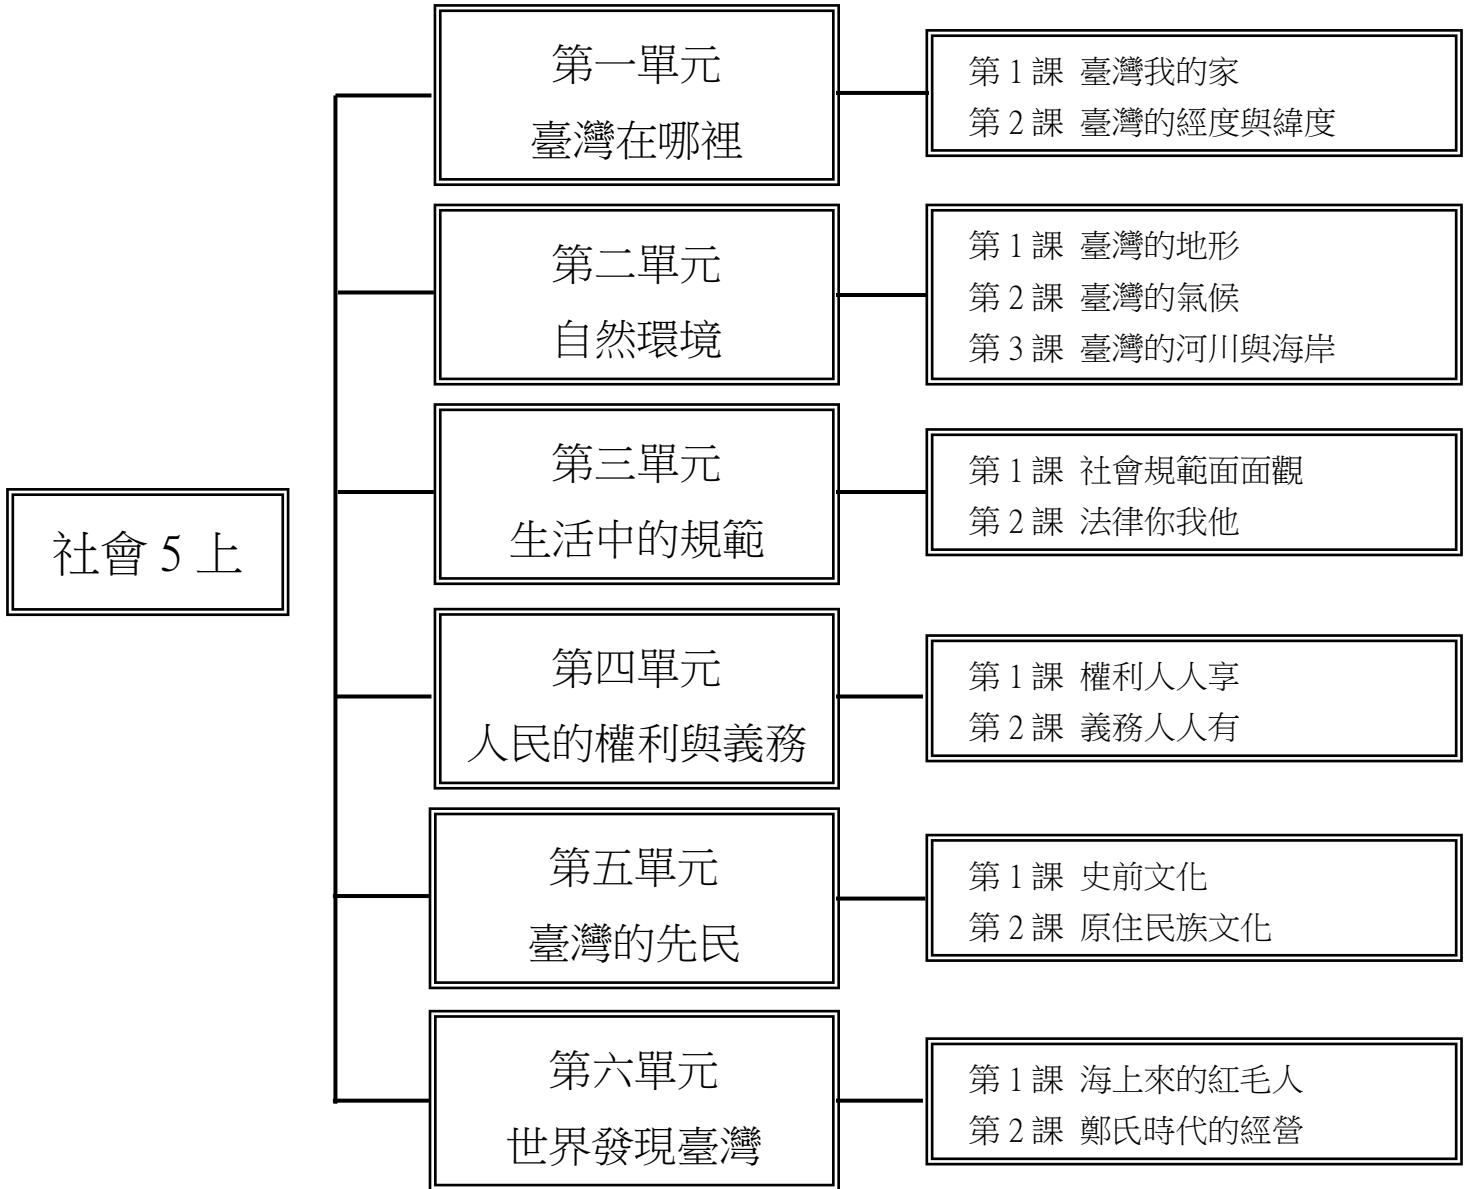 社會 5 上
第一單元
臺灣在哪裡
第 1 課 臺灣我的家
第 2 課 臺灣的經度與緯度
第二單元
自然環境
第 1 課 臺灣的地形
第 2 課 臺灣的氣候
第 3 課 臺灣的河川與海岸
第三單元
生活中的規範
第 1 課 社會規範面面觀
第 2 課 法律你我他
第四單元
人民的權利與義務
第 1 課 權利人人享
第 2 課 義務人人有
第五單元
臺灣的先民
第 1 課 史前文化
第 2 課 原住民族文化
第六單元
世界發現臺灣
第 1 課 海上來的紅毛人
第 2 課 鄭氏時代的經營